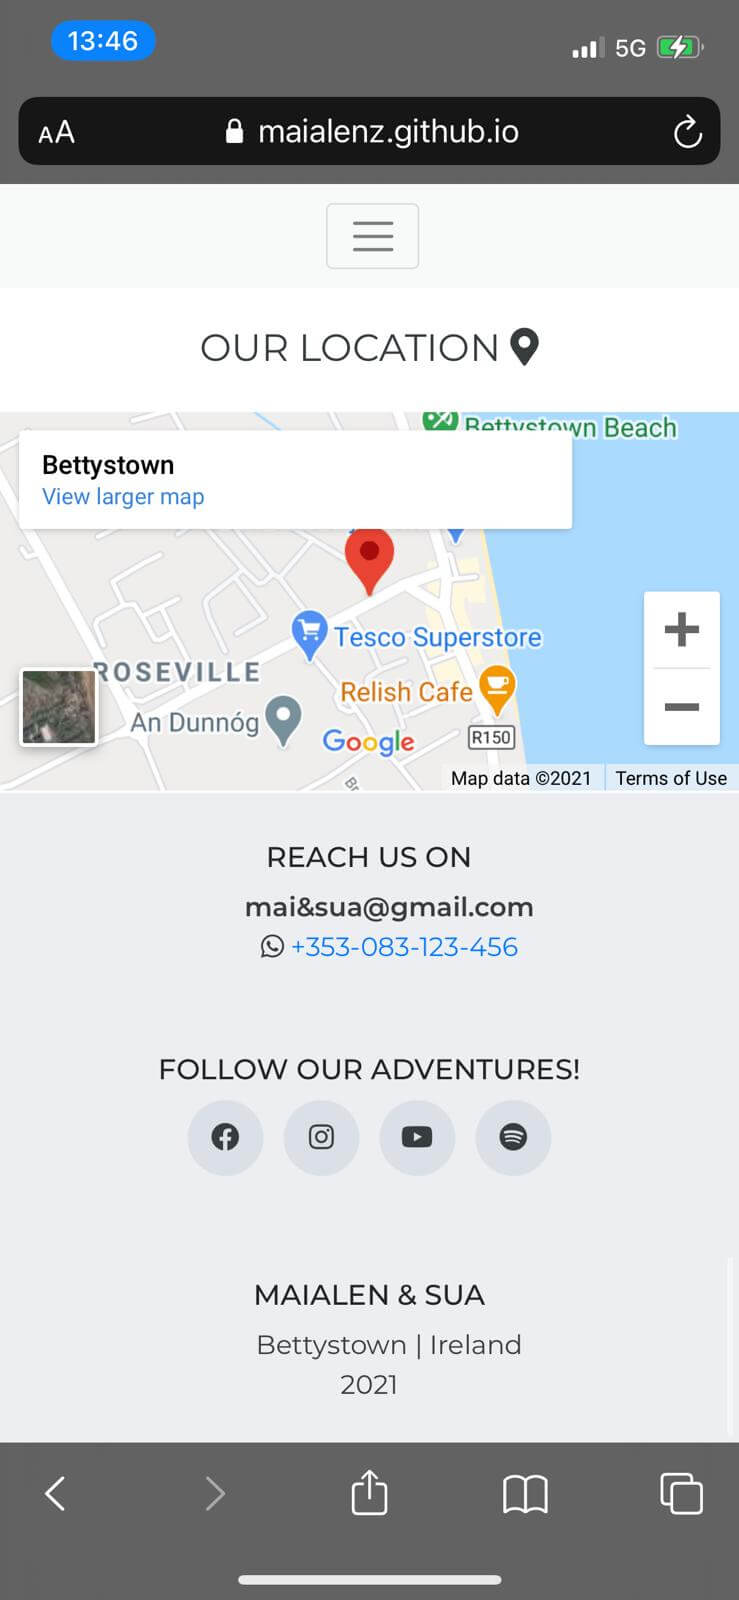 13:46
5G
AA
maialenz.github.io
OUR LOCATION
Bettystown Beach
Bettystown
View larger map
Tesco Superstore
ROSEVILLE
Relish Cafe
An Dunnóg
Google
R150
Map data ©2021
Terms of Use
REACH US ON
mai&sua@gmail.com
+353-083-123-456
FOLLOW OUR ADVENTURES!
MAIALEN & SUA
Bettystown | Ireland
2021